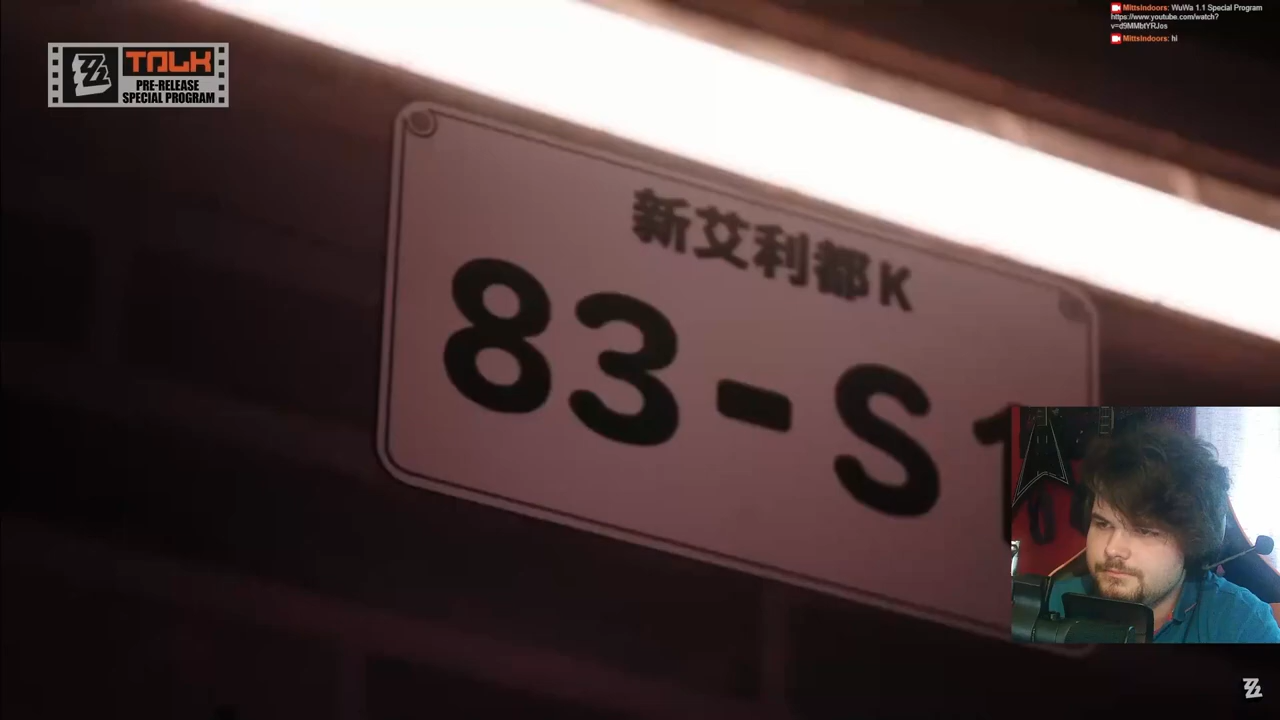 MittsIndoors: WuWa 1.1 Special Program
https://www.youtube.com/watch?
v=d9MMbtYRJos
MittsIndoors: hi
TALK
PRE-RELEASE
SPECIAL PROGRAM
新艾利都K
83-S1